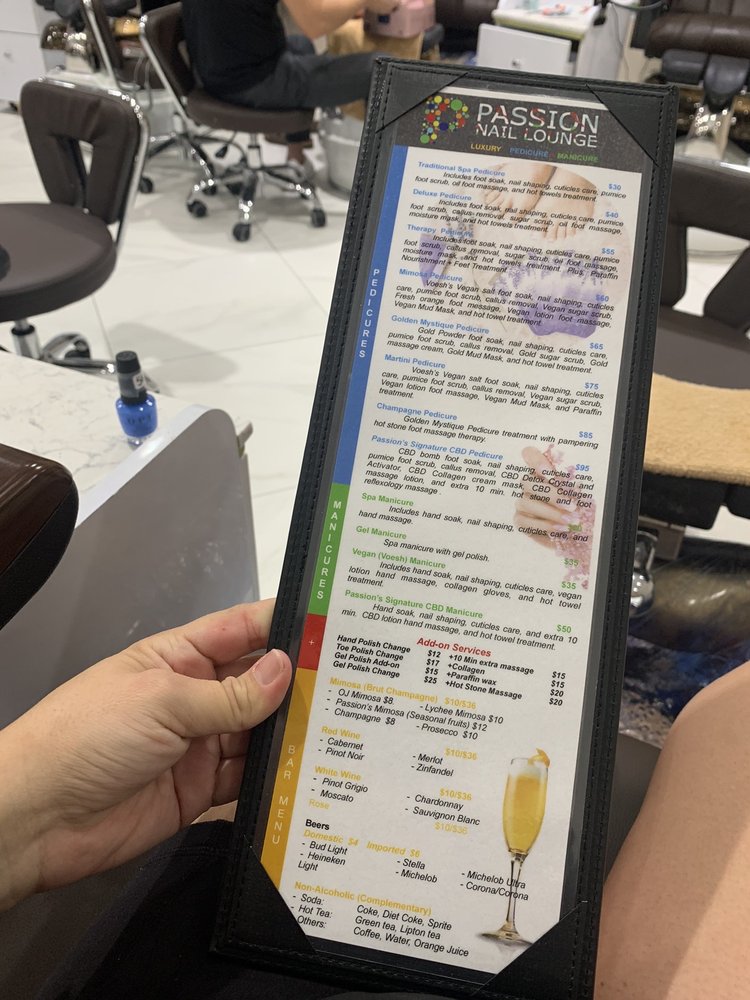 PASSION
NAIL LOUNGE
LUXURY PEDICURE MANICURE
PEDICURES
Traditional Spa Pedicure $30
Includes foot soak, nail shaping, cuticles care, pumice
foot scrub, oil foot massage, and hot towels treatment.
Deluxe Pedicure $40
Includes foot soak, nail shaping, cuticles care, pumice
foot scrub, callus removal, sugar scrub, oil foot massage,
moisture mask, and hot towels treatment.
Therapy Pedicure $55
Includes foot soak, nail shaping, cuticles care, pumice
foot scrub, callus removal, sugar scrub, oil foot massage,
moisture mask, and hot towels treatment. Plus, Paraffin
Nourishment + Feet Treatment.
Mimosa Pedicure $60
Voesh's Vegan salt foot soak, nail shaping, cuticles
care, pumice foot scrub, callus removal, Vegan sugar scrub,
Fresh orange foot message, Vegan lotion foot massage,
Vegan Mud Mask, and hot towel treatment.
Golden Mystique Pedicure $65
Gold Powder foot soak, nail shaping, cuticles care,
pumice foot scrub, callus removal, Gold sugar scrub, Gold
massage cream, Gold Mud Mask, and hot towel treatment.
Martini Pedicure $75
Voesh's Vegan salt foot soak, nail shaping, cuticles
care, pumice foot scrub, callus removal, Vegan sugar scrub,
Vegan lotion foot massage, Vegan Mud Mask, and Paraffin
treatment.
Champagne Pedicure $85
Golden Mystique Pedicure treatment with pampering
hot stone foot massage therapy.
Passion's Signature CBD Pedicure $95
CBD bomb foot soak, nail shaping, cuticles care,
pumice foot scrub, callus removal, CBD Detox Crystal and
Activator, CBD Collagen cream mask, CBD Collagen
massage lotion, and extra 10 min. hot stone and foot
reflexology massage.
MANICURES
Spa Manicure
Includes hand soak, nail shaping, cuticles care, and
hand massage.
Gel Manicure $35
Spa manicure with gel polish.
Vegan (Voesh) Manicure $35
Includes hand soak, nail shaping, cuticles care, vegan
lotion hand massage, collagen gloves, and hot towel
treatment.
Passion's Signature CBD Manicure $50
Hand soak, nail shaping, cuticles care, and extra 10
min. CBD lotion hand massage, and hot towel treatment.
+
Add-on Services
Hand Polish Change $12 +10 Min extra massage $15
Toe Polish Change $17 +Collagen $15
Gel Polish Add-on $15 +Paraffin wax $20
Gel Polish Change $25 +Hot Stone Massage $20
BAR MENU
Mimosa (Brut Champagne) $10/$36
- OJ Mimosa $8 - Lychee Mimosa $10
- Passion's Mimosa (Seasonal fruits) $12
- Champagne $8 - Prosecco $10
Red Wine $10/$36
- Cabernet - Merlot
- Pinot Noir - Zinfandel
White Wine $10/$36
- Pinot Grigio - Chardonnay
- Moscato - Sauvignon Blanc
Rose $10/$36
Beers
Domestic $4 Imported $6
- Bud Light - Stella - Michelob Ultra
- Heineken Light - Michelob - Corona/Corona
Non-Alcoholic (Complementary)
- Soda: Coke, Diet Coke, Sprite
- Hot Tea: Green tea, Lipton tea
- Others: Coffee, Water, Orange Juice